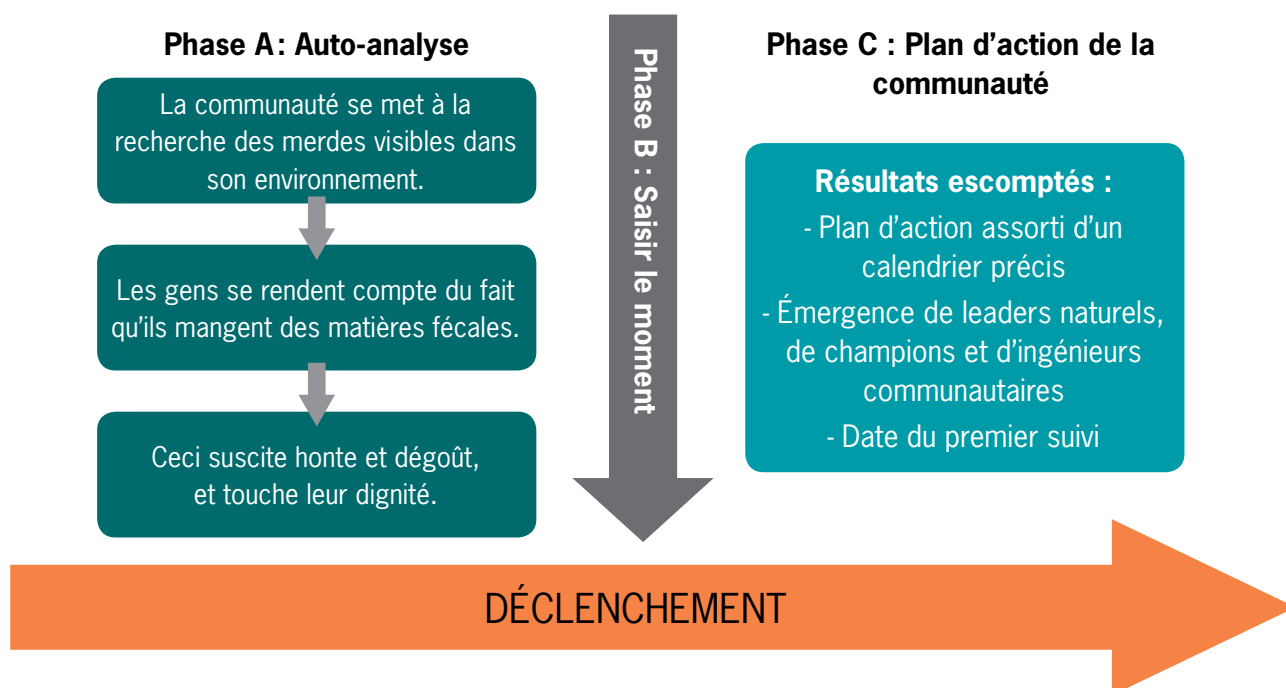 Phase A : Auto-analyse
La communauté se met à la
recherche des merdes visibles dans
son environnement.
Les gens se rendent compte du fait
qu'ils mangent des matières fécales.
Ceci suscite honte et dégoût,
et touche leur dignité.
Phase B : Saisir le moment
Phase C : Plan d'action de la
communauté
Résultats escomptés :
- Plan d'action assorti d'un
calendrier précis
- Émergence de leaders naturels,
de champions et d'ingénieurs
communautaires
- Date du premier suivi
DÉCLENCHEMENT